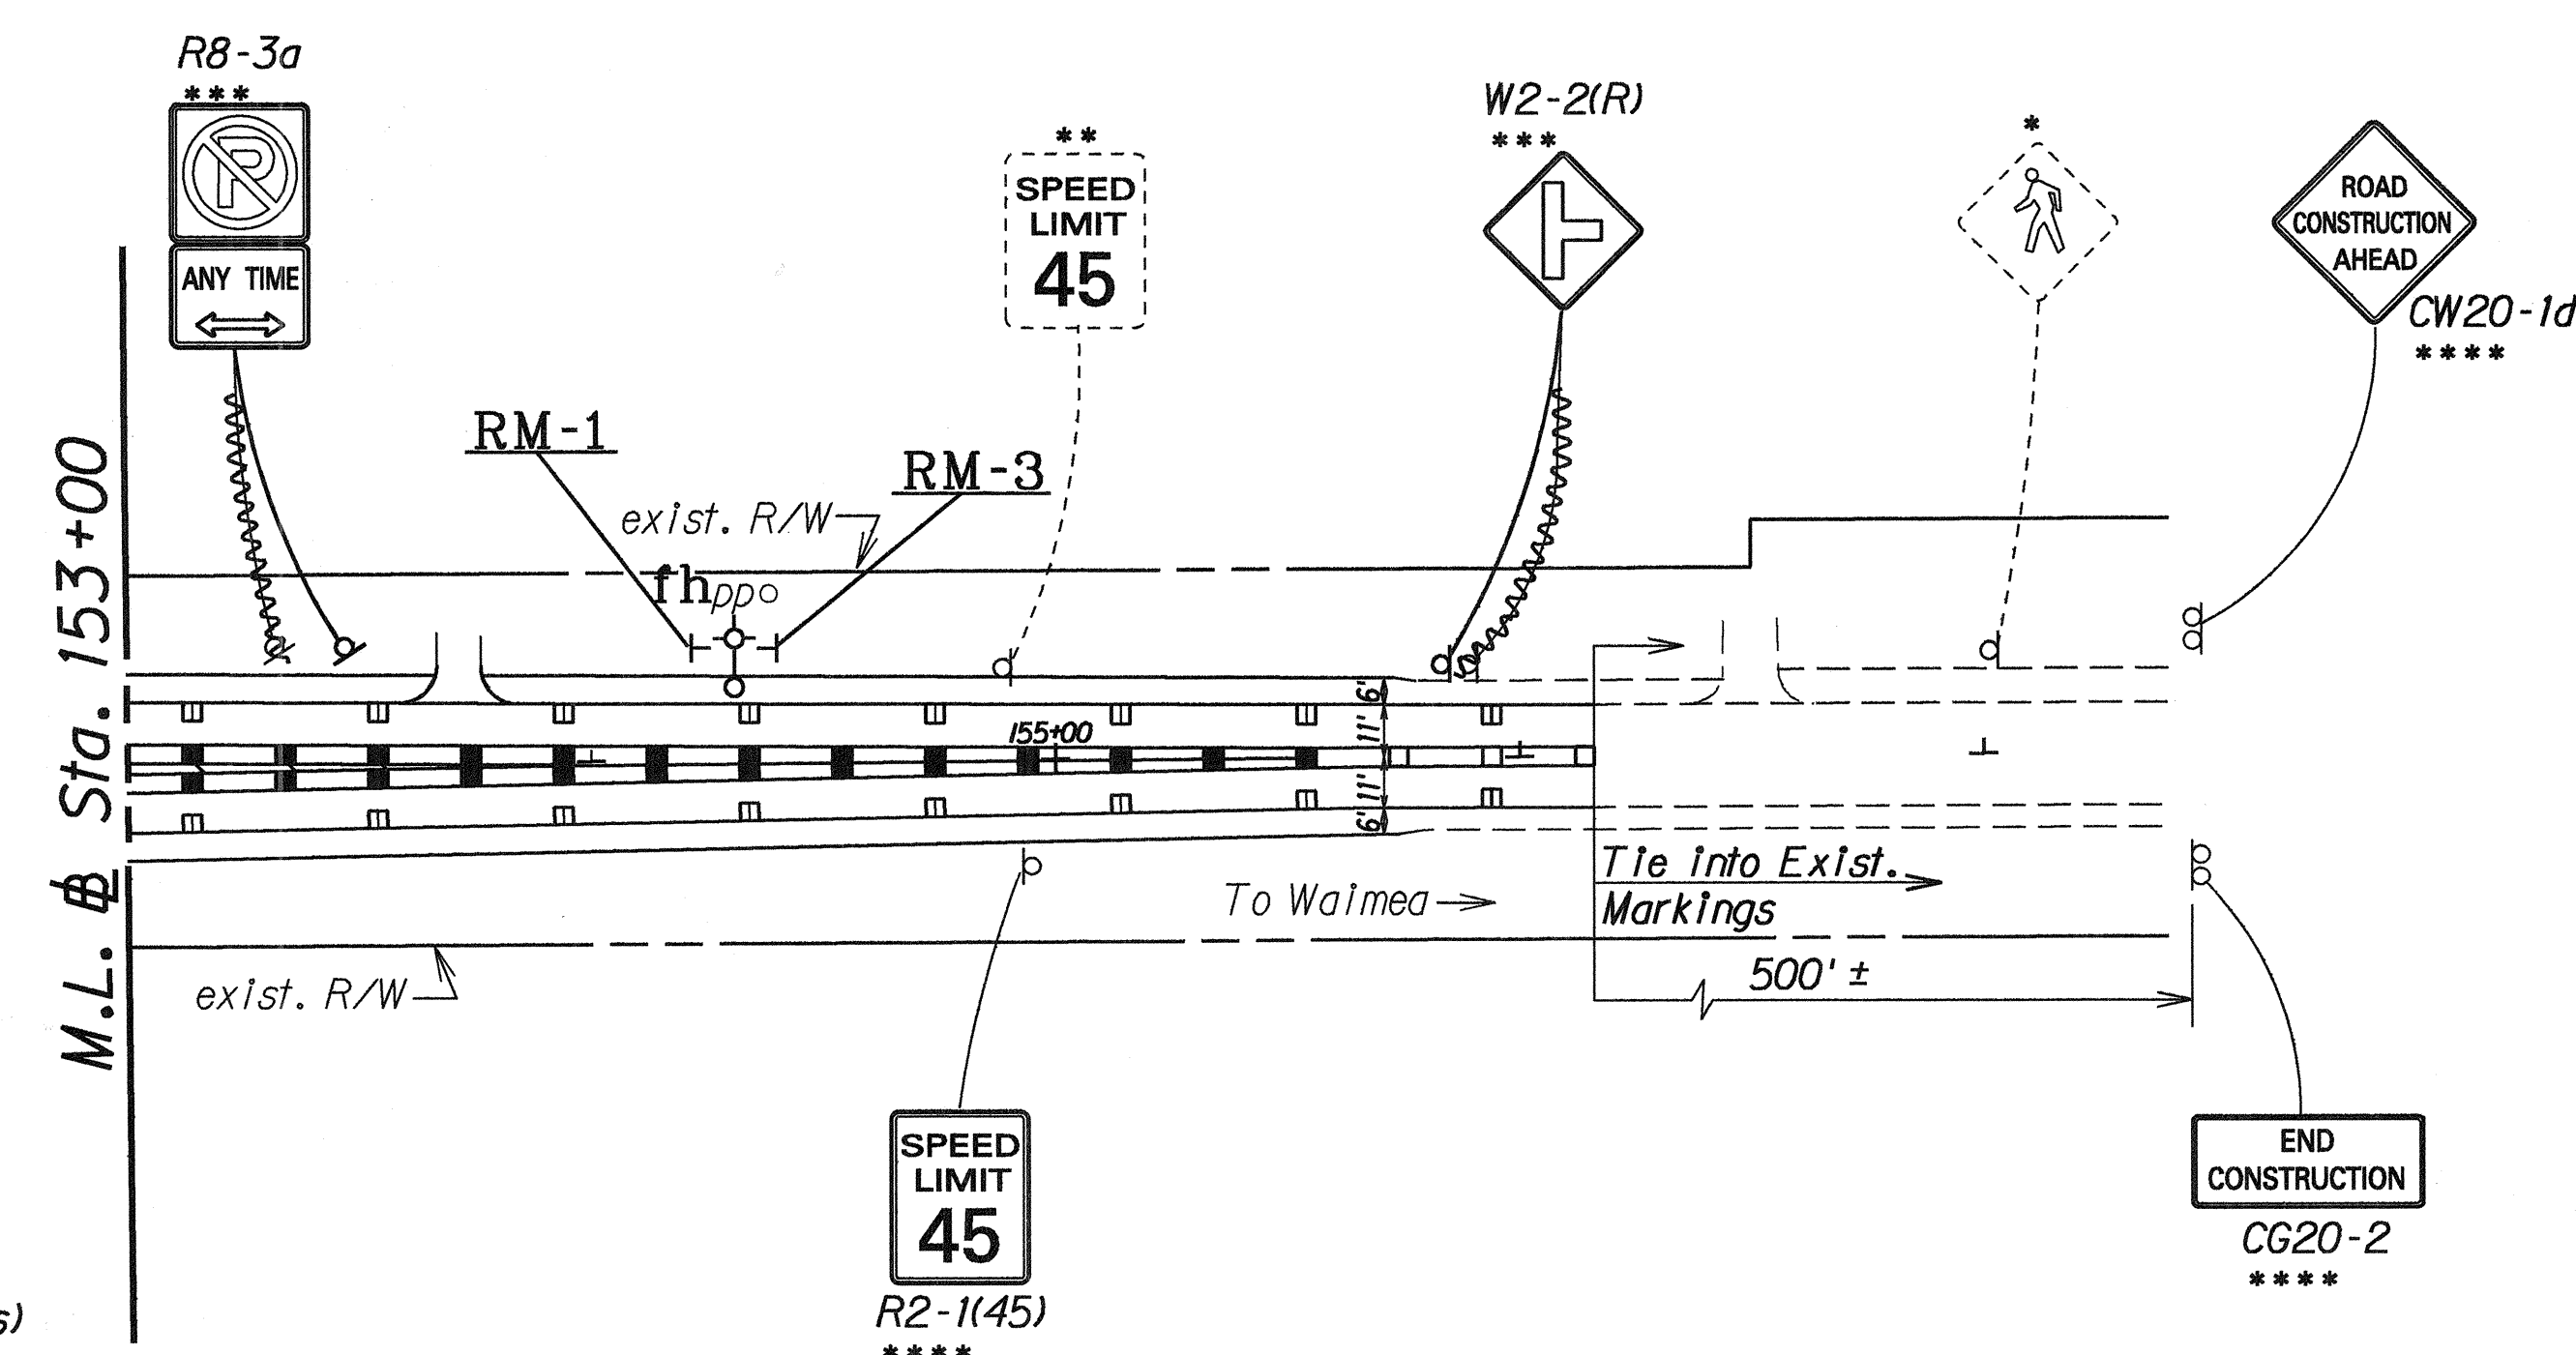 R8-3a
***
P
ANY TIME
RM-1
RM-3
exist. R/W
fh
pp
**
SPEED
LIMIT
45
W2-2(R)
***
*
ROAD
CONSTRUCTION
AHEAD
CW20-1d
****
M.L. Sta. 153+00
155+00
6'
11'
11'
6'
To Waimea
Tie into Exist.
Markings
500' ±
exist. R/W
SPEED
LIMIT
45
R2-1(45)
****
END
CONSTRUCTION
CG20-2
****
s)